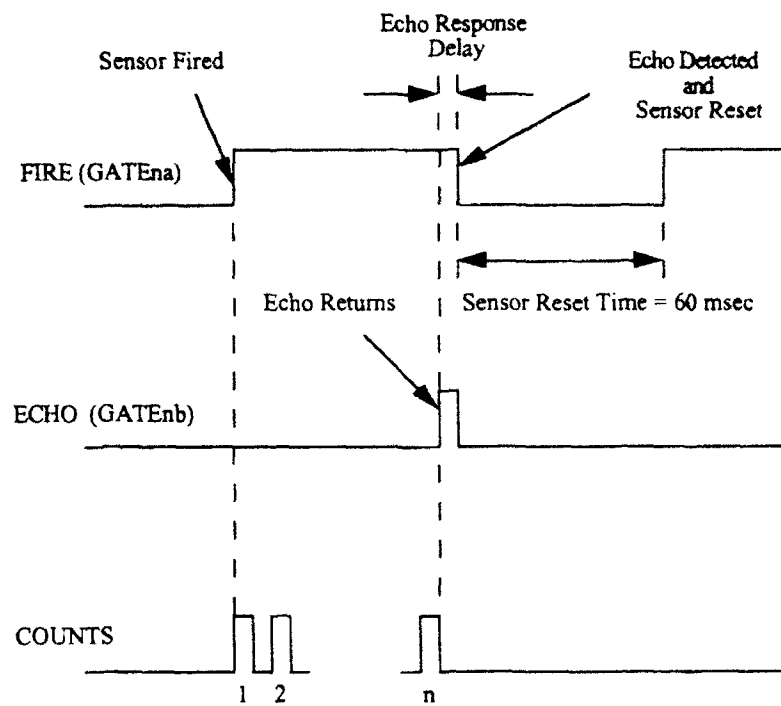 Echo Response
Delay
Sensor Fired
Echo Detected
and
Sensor Reset
FIRE (GATEna)
Echo Returns
Sensor Reset Time = 60 msec
ECHO (GATEnb)
COUNTS
1 2 n